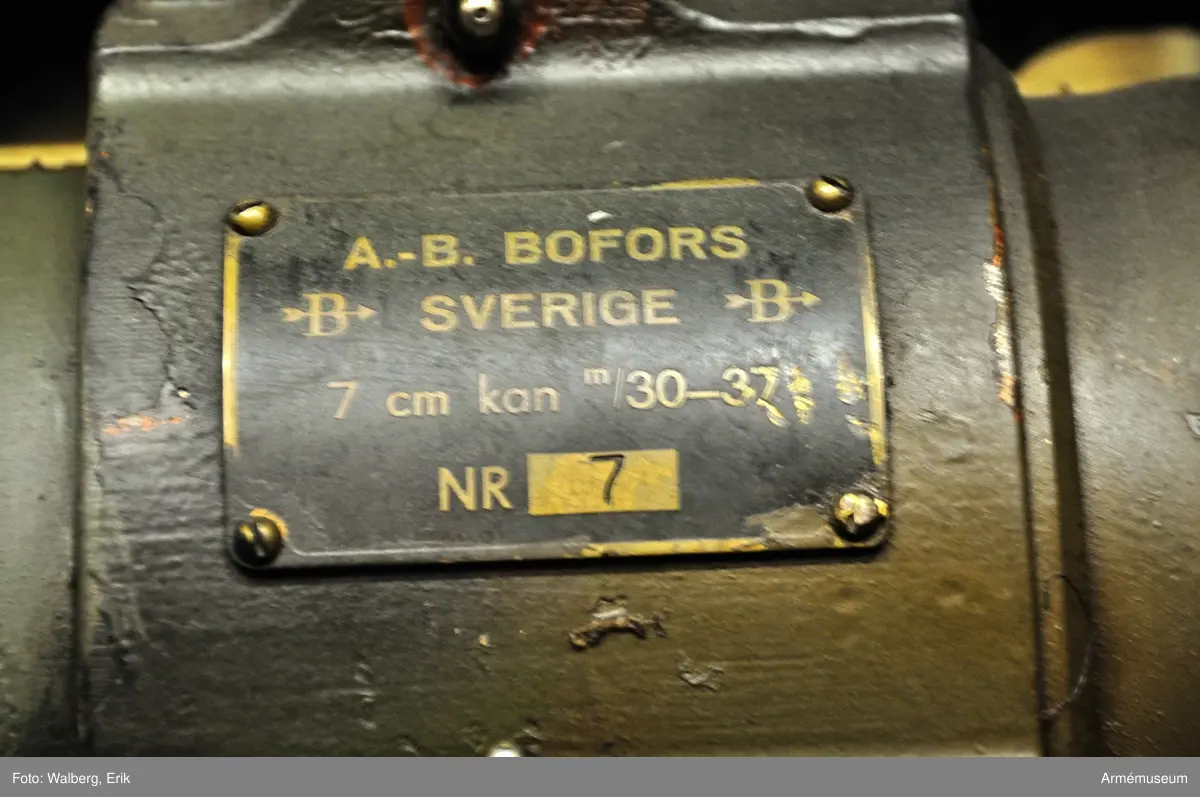 A.-B. BOFORS
B SVERIGE B
7 cm kan m/30–37
NR 7
Foto: Walberg, Erik
Armémuseum